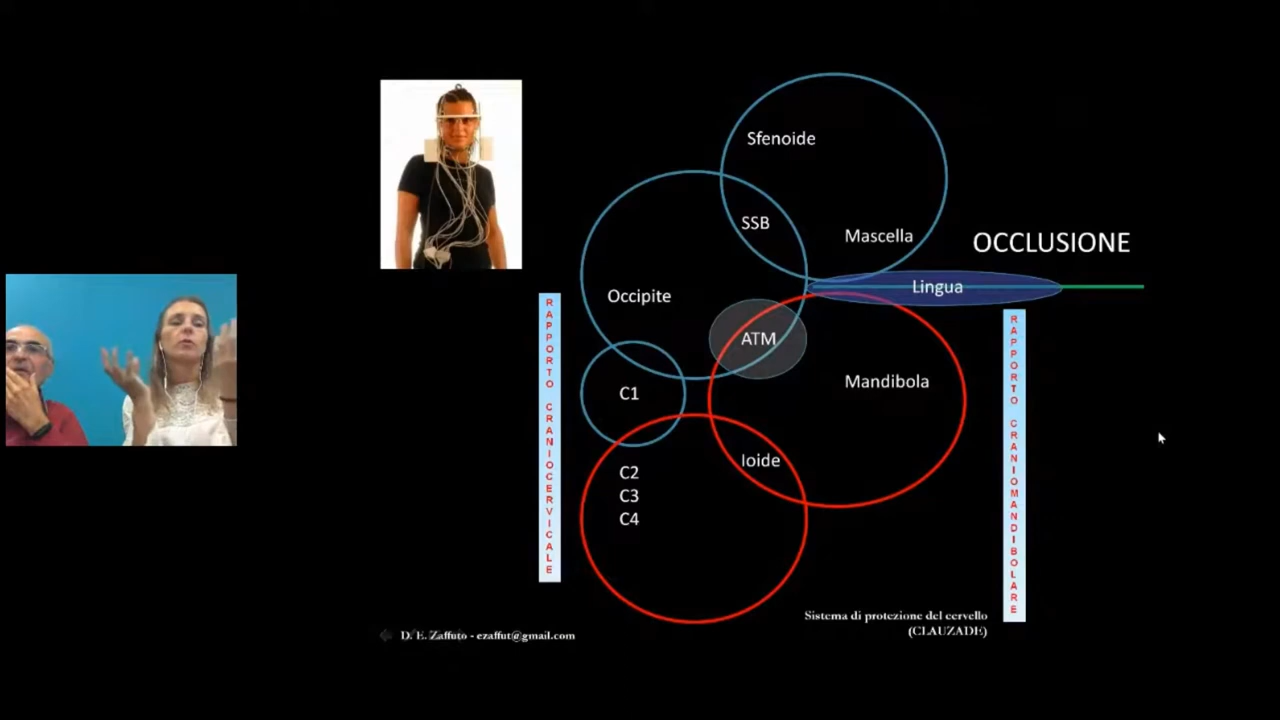 Sfenoide
SSB
Mascella
OCCLUSIONE
Lingua
Occipite
ATM
Mandibola
C1
Ioide
C2
C3
C4
RAPPORTO CRANIOCERVICALE
RAPPORTO CRANIOMANDIBOLARE
Sistema di protezione del cervello
(CLAUZADE)
D. E. Zaffuto - ezaffut@gmail.com